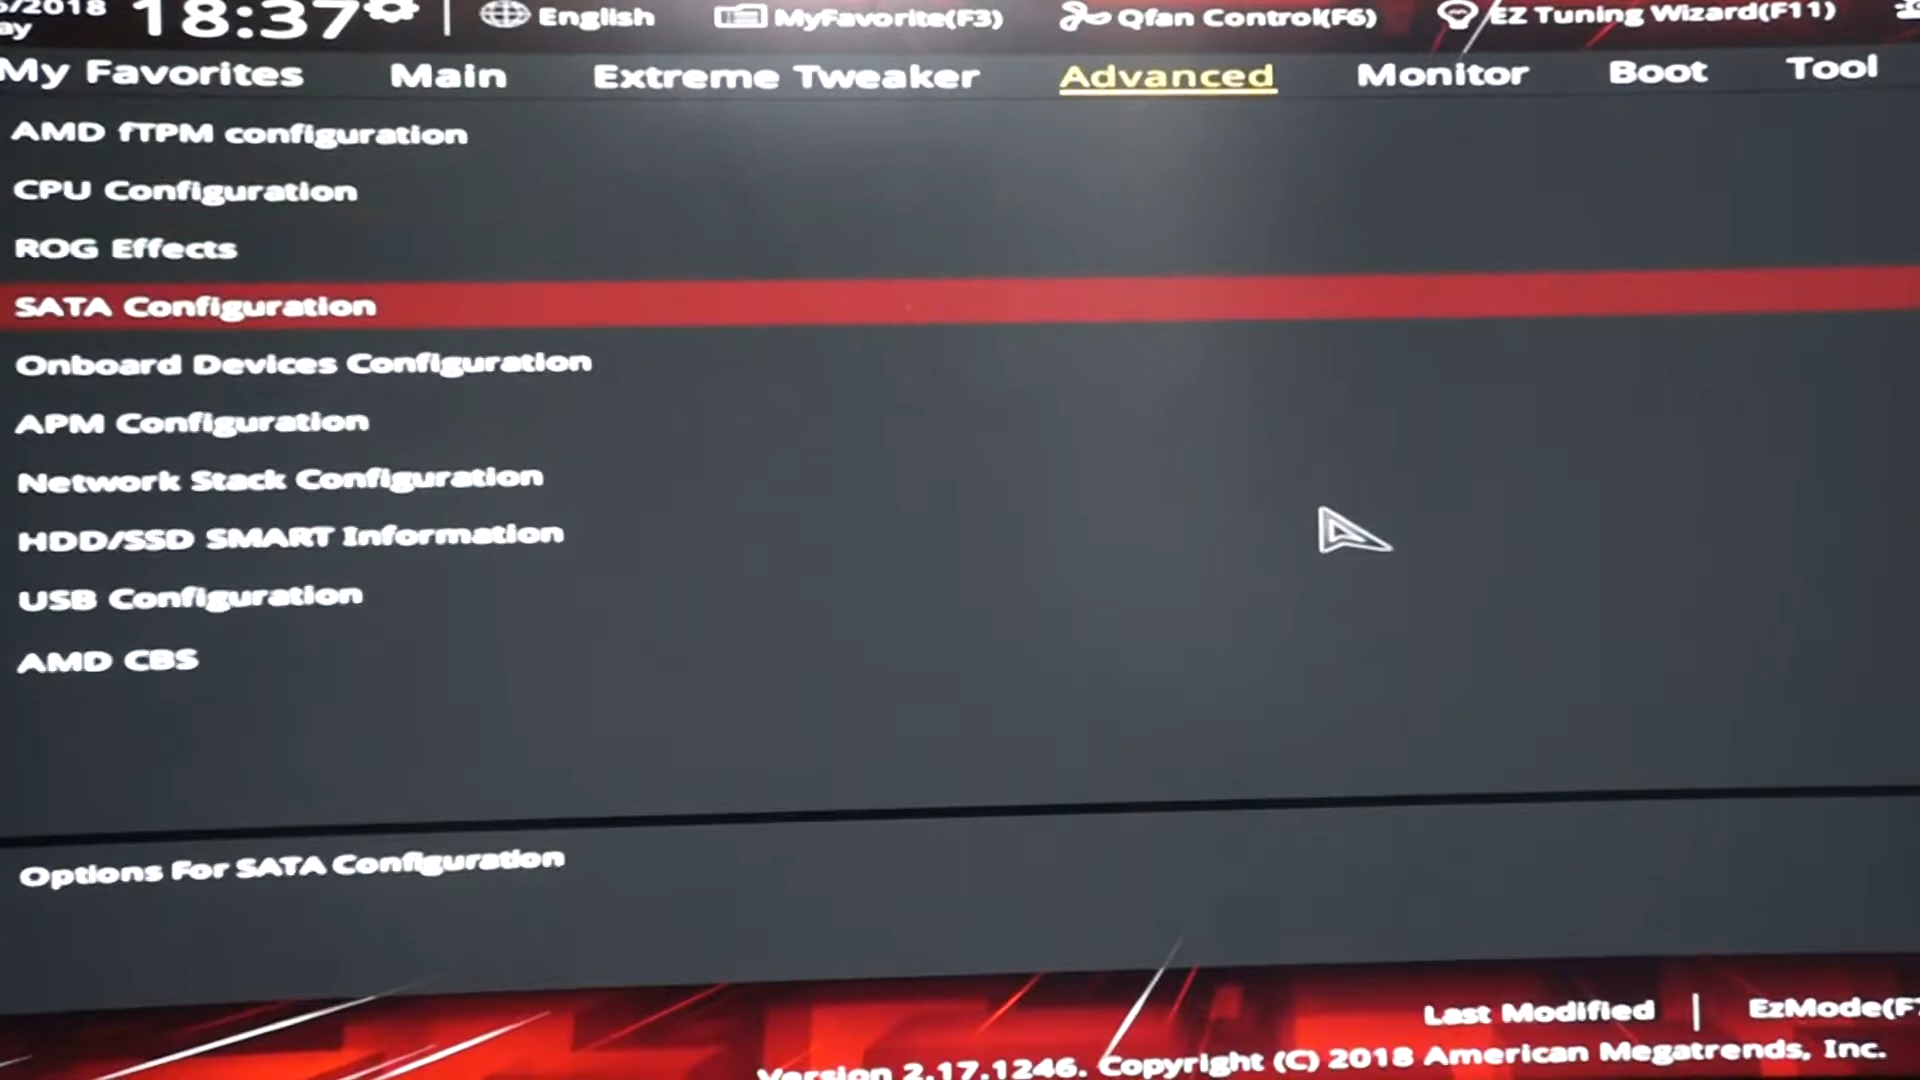 /2018
ay
18:37
English
MyFavorite(F3)
Qfan Control(F6)
EZ Tuning Wizard(F11)
My Favorites
Main
Extreme Tweaker
Advanced
Monitor
Boot
Tool
AMD fTPM configuration
CPU Configuration
ROG Effects
SATA Configuration
Onboard Devices Configuration
APM Configuration
Network Stack Configuration
HDD/SSD SMART Information
USB Configuration
AMD CBS
Options For SATA Configuration
Last Modified
EzMode(F
Version 2.17.1246. Copyright (C) 2018 American Megatrends, Inc.